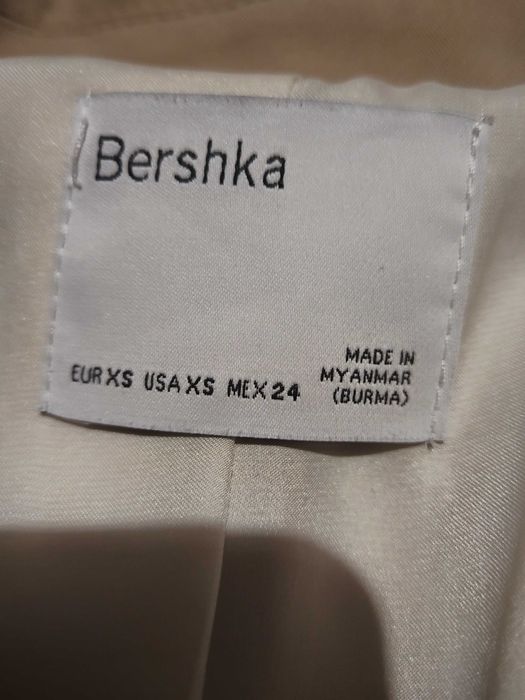 Bershka
EUR XS USA XS MEX 24
MADE IN
MYANMAR
(BURMA)